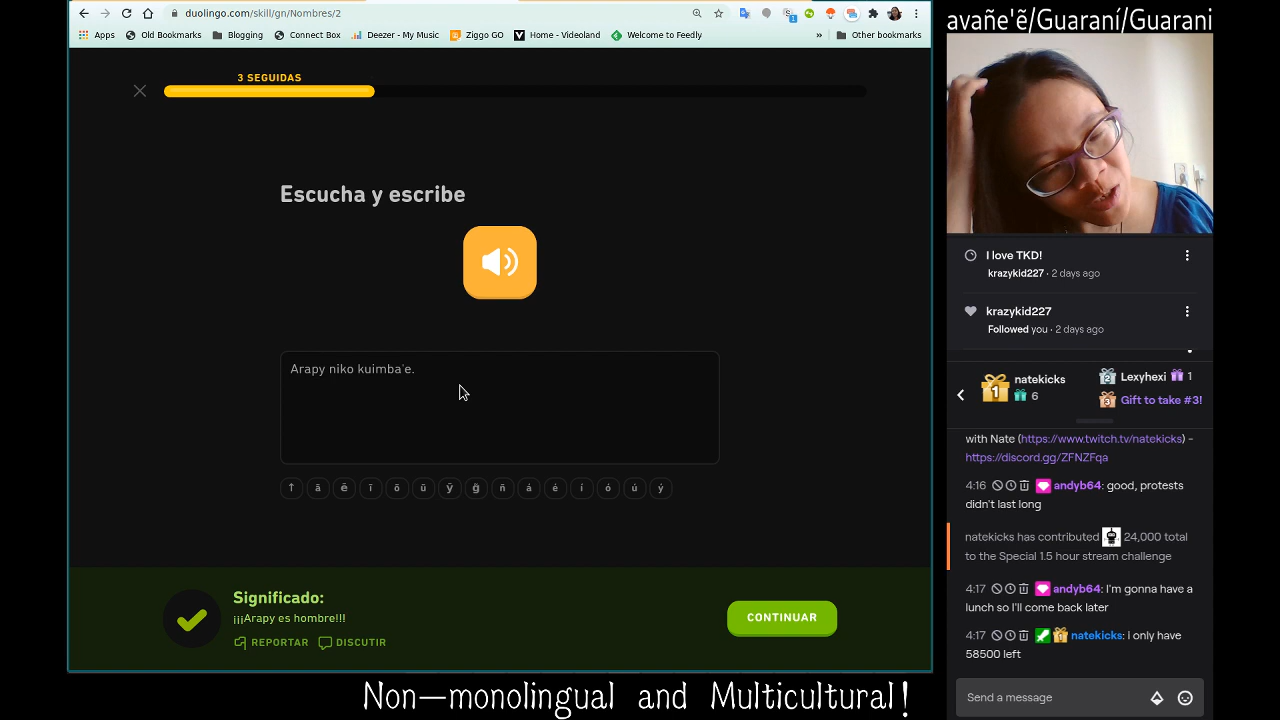 duolingo.com/skill/gn/Nombres/2
Apps Old Bookmarks Blogging Connect Box Deezer - My Music Ziggo GO Home - Videoland Welcome to Feedly » Other bookmarks
3 SEGUIDAS
Escucha y escribe
Arapy niko kuimba'e.
↑ ã ẽ ĩ õ ũ ỹ g̃ ñ á é í ó ú ý
Significado:
¡¡¡Arapy es hombre!!!
REPORTAR DISCUTIR
CONTINUAR
avañe'ẽ/Guaraní/Guarani
I love TKD!
krazykid227 · 2 days ago
krazykid227
Followed you · 2 days ago
1 natekicks
6
2 Lexyhexi 1
3 Gift to take #3!
with Nate (https://www.twitch.tv/natekicks) -
https://discord.gg/ZFNZFqa
4:16 andyb64: good, protests
didn't last long
natekicks has contributed 24,000 total
to the Special 1.5 hour stream challenge
4:17 andyb64: I'm gonna have a
lunch so I'll come back later
4:17 natekicks: i only have
58500 left
Send a message
Non-monolingual and Multicultural!